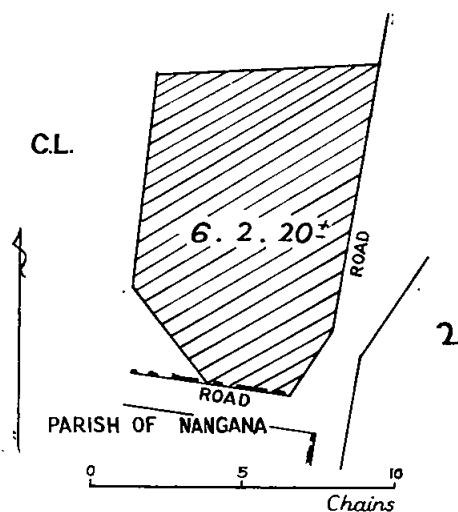 C.L.
6. 2. 20±
ROAD
2
ROAD
PARISH OF NANGANA
0 5 10
Chains